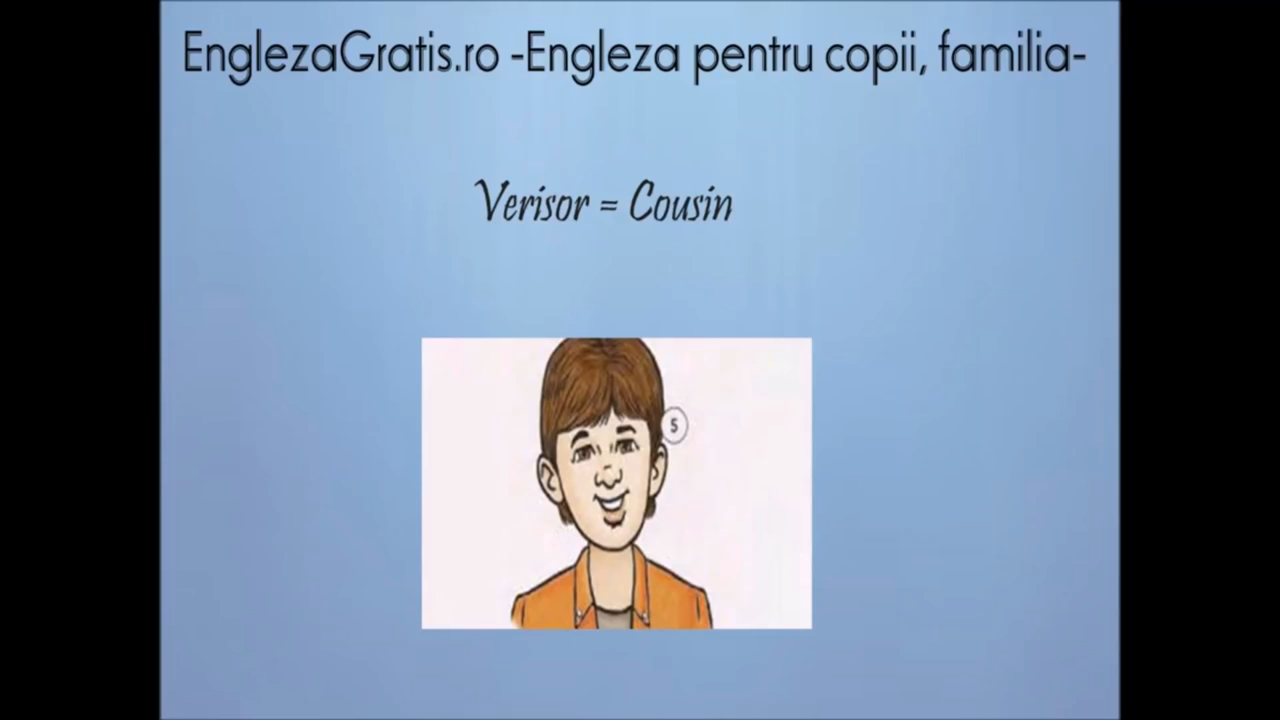 EnglezaGratis.ro -Engleza pentru copii, familia-
Verisor = Cousin
5